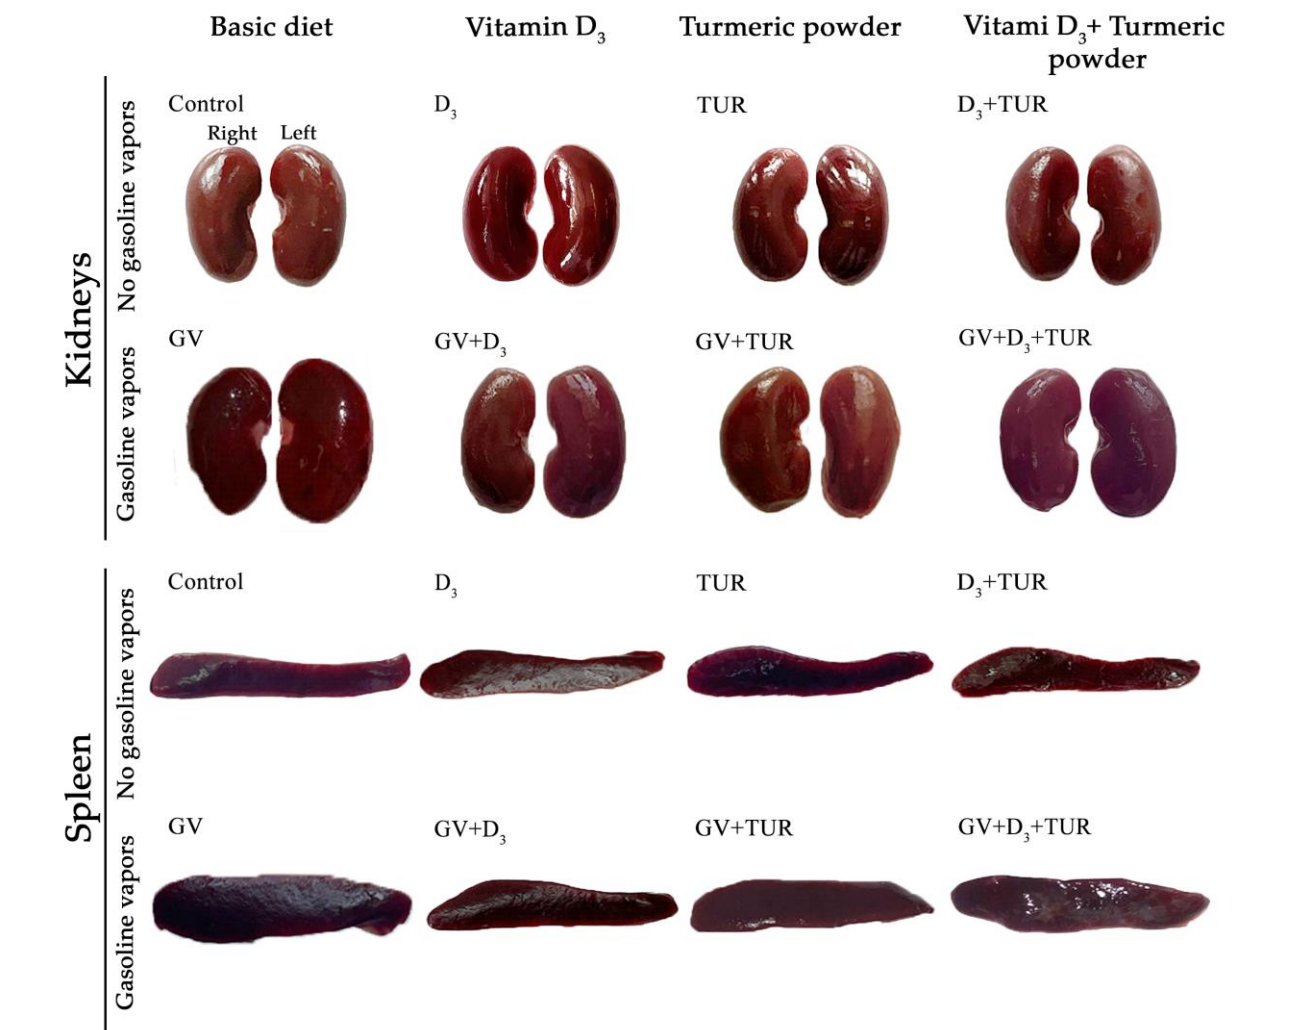 Basic diet
Vitamin D3
Turmeric powder
Vitami D3+ Turmeric
powder
Kidneys
No gasoline vapors
Control
Right Left
D3
TUR
D3+TUR
Gasoline vapors
GV
GV+D3
GV+TUR
GV+D3+TUR
Spleen
No gasoline vapors
Control
D3
TUR
D3+TUR
Gasoline vapors
GV
GV+D3
GV+TUR
GV+D3+TUR